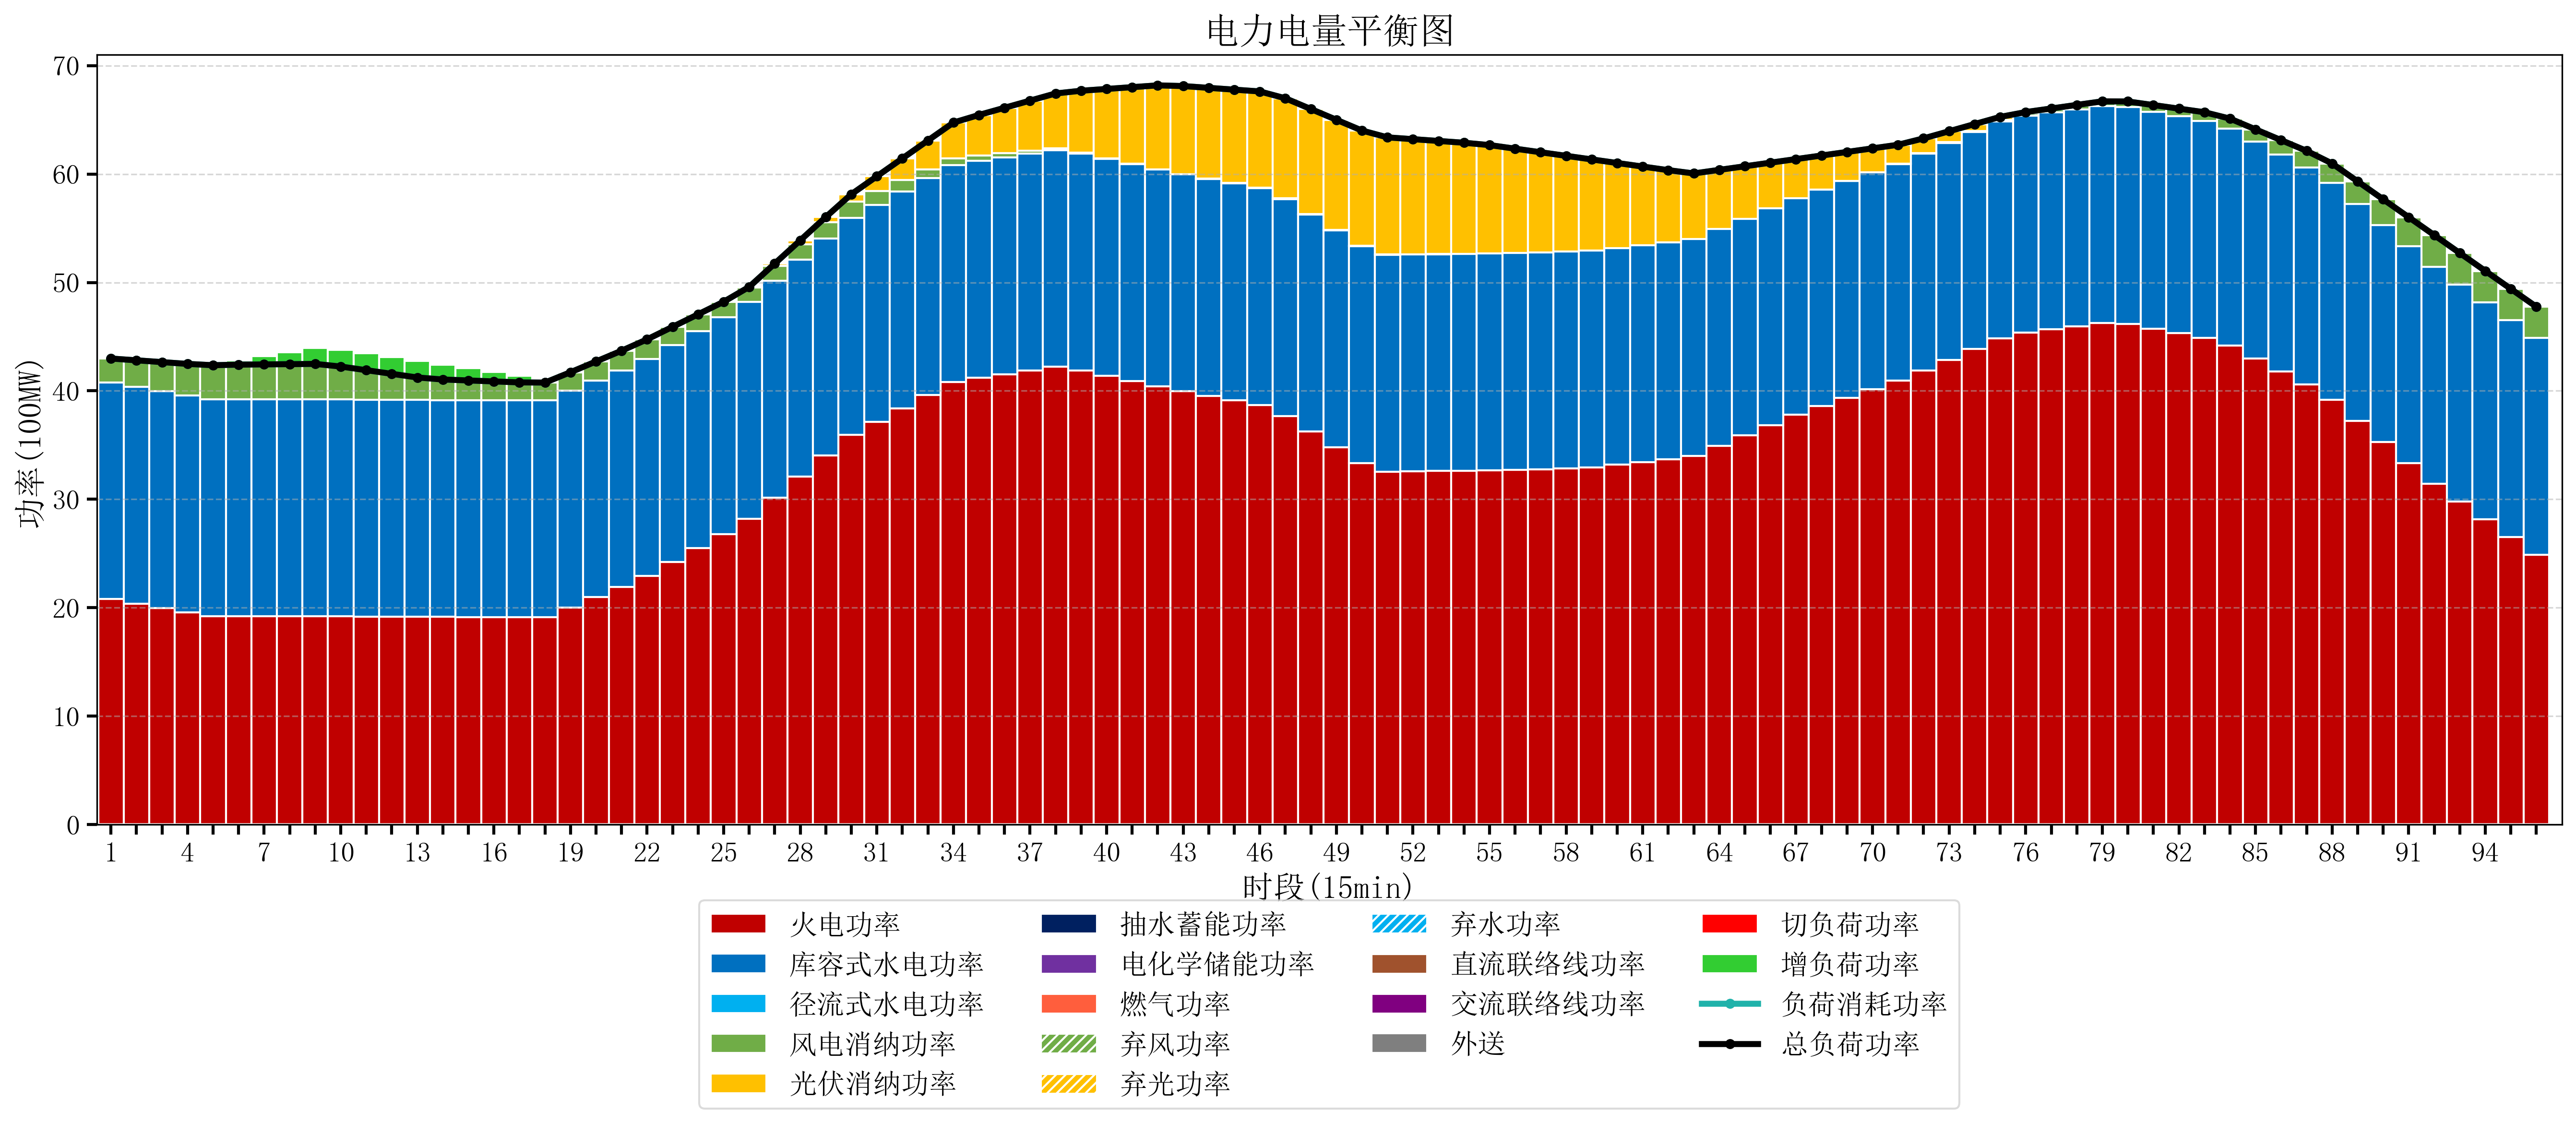 电力电量平衡图
功率(100MW)
70
60
50
40
30
20
10
0
1 4 7 10 13 16 19 22 25 28 31 34 37 40 43 46 49 52 55 58 61 64 67 70 73 76 79 82 85 88 91 94
时段(15min)
火电功率 抽水蓄能功率 弃水功率 切负荷功率
库容式水电功率 电化学储能功率 直流联络线功率 增负荷功率
径流式水电功率 燃气功率 交流联络线功率 负荷消耗功率
风电消纳功率 弃风功率 外送 总负荷功率
光伏消纳功率 弃光功率